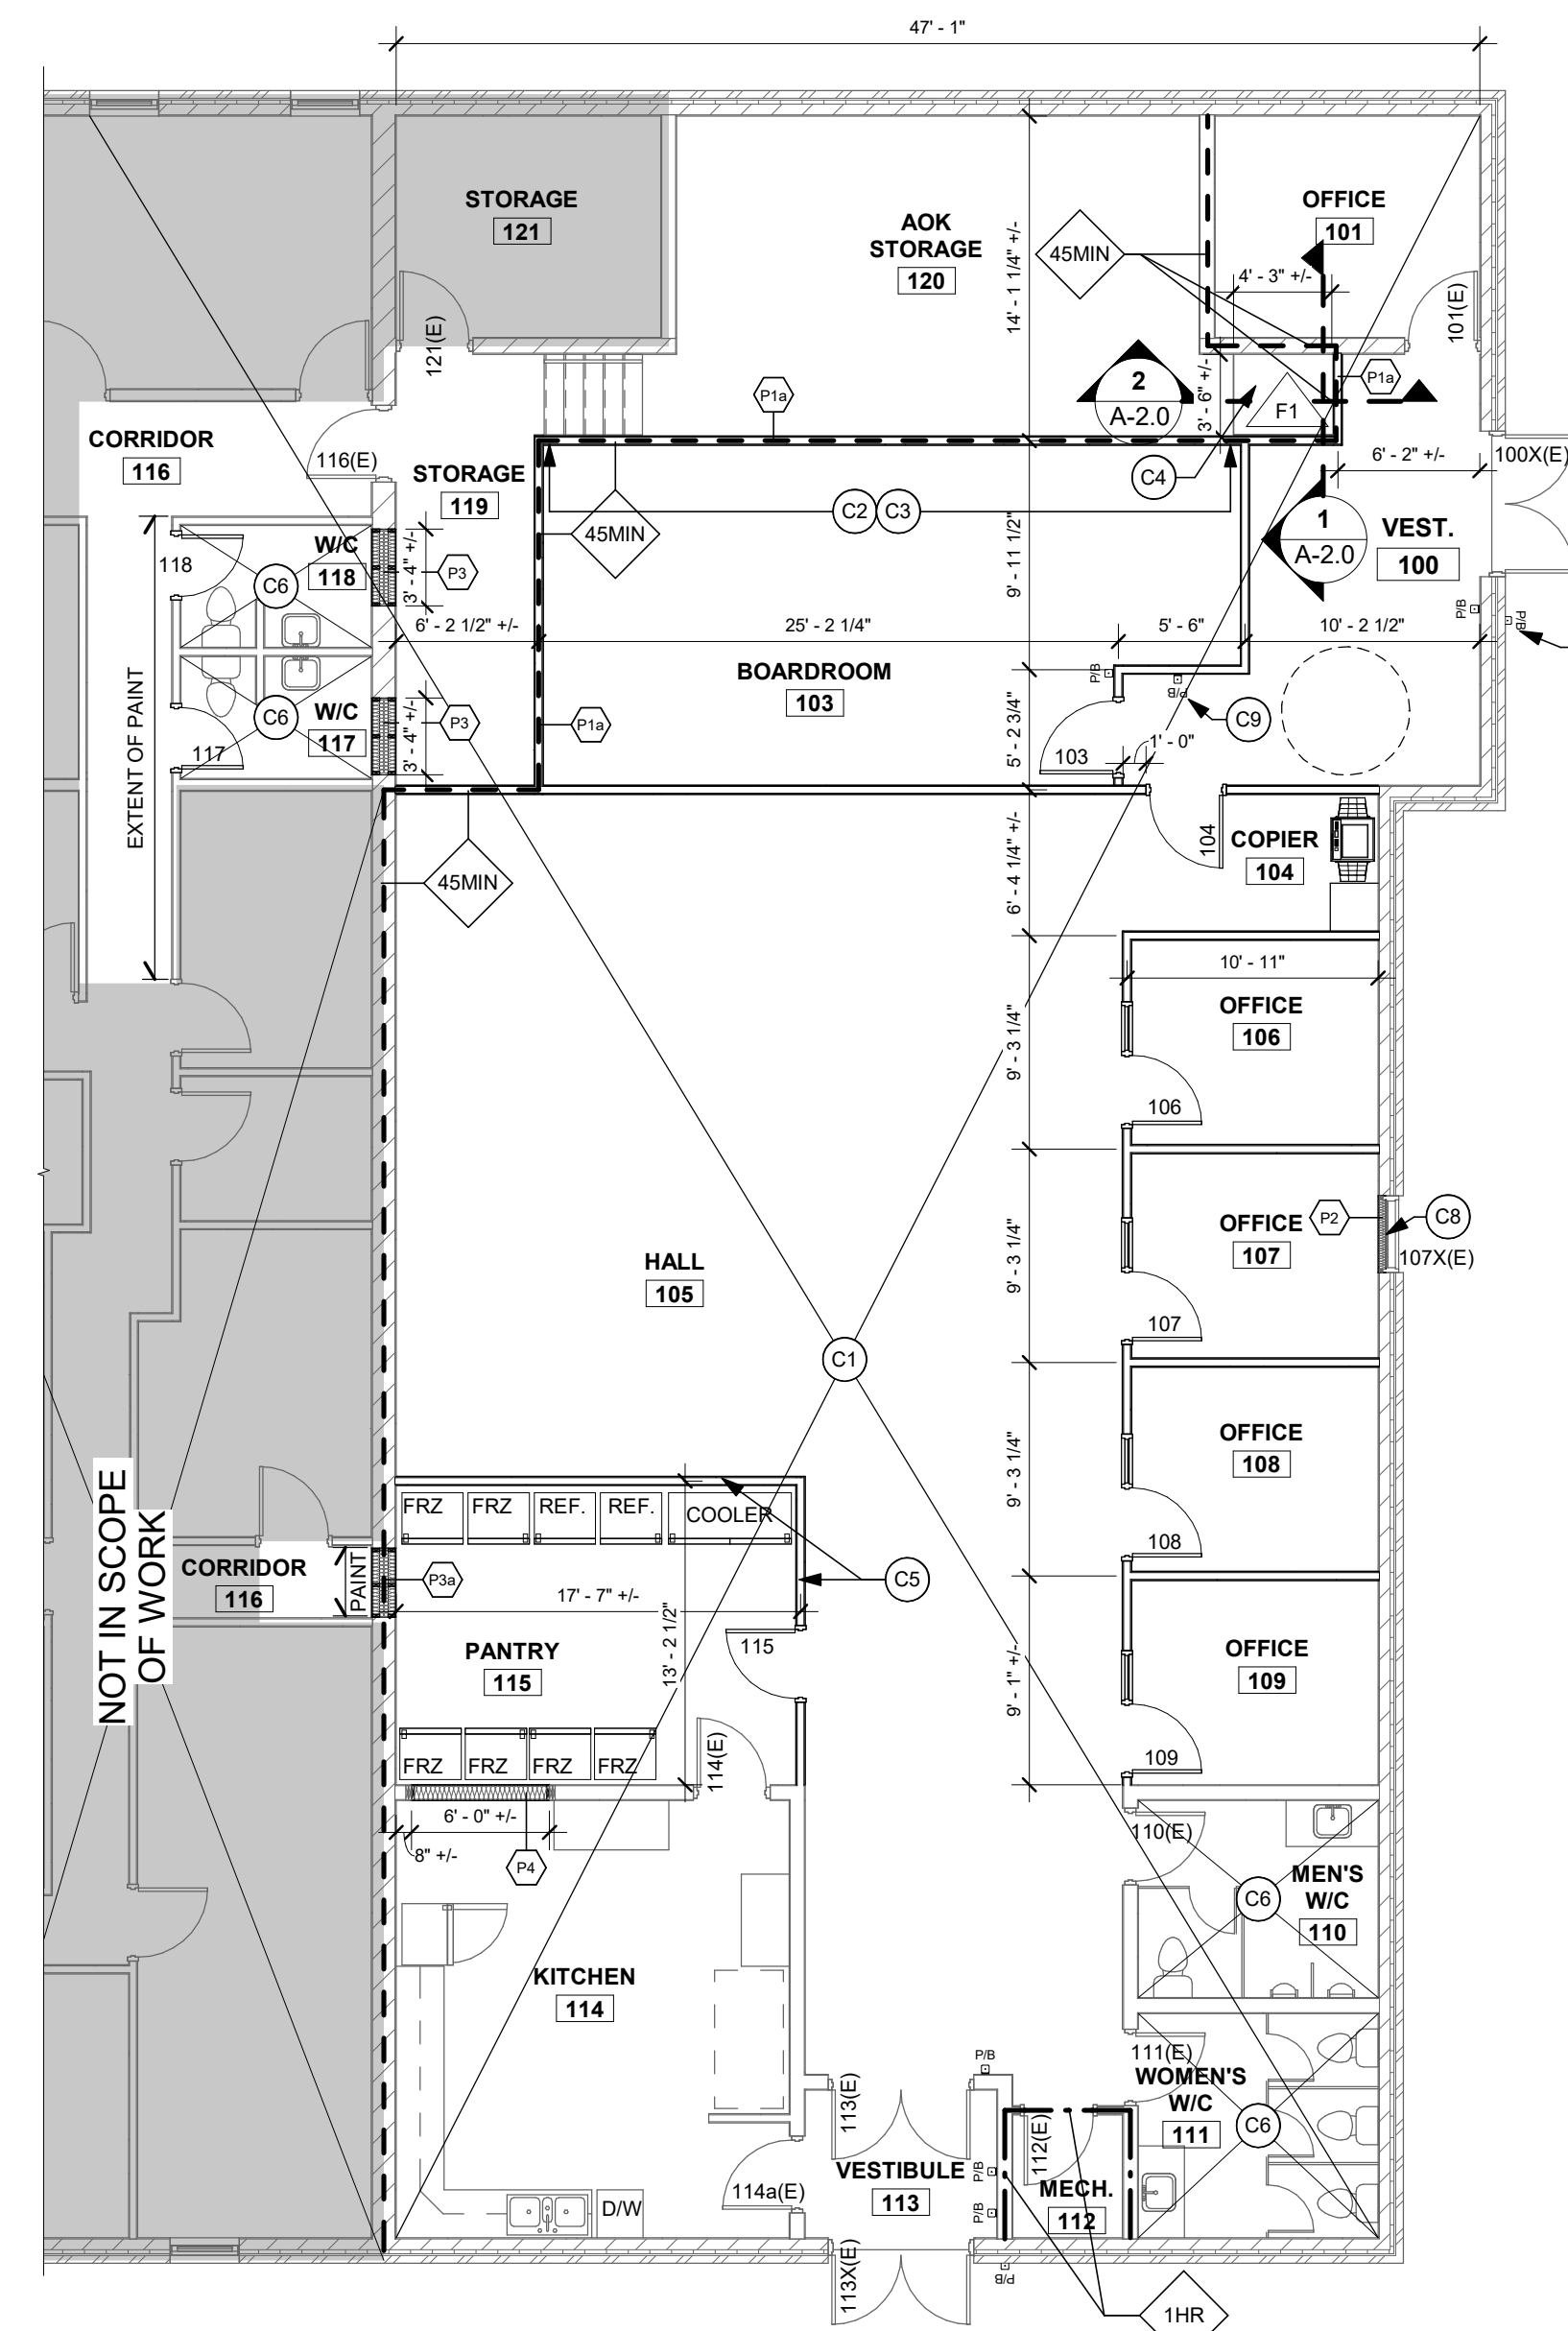 47' - 1"
STORAGE
121
AOK
STORAGE
120
OFFICE
101
45MIN
4' - 3" +/-
14' - 1 1/4" +/-
121(E)
101(E)
3' - 6" +/-
2
A-2.0
F1
P1a
P1a
CORRIDOR
116
116(E)
STORAGE
119
C4
6' - 2" +/-
100X(E)
C2
C3
45MIN
9' - 11 1/2"
1
A-2.0
VEST.
100
118
W/C
118
C6
3' - 4" +/-
P3
P/B
P/B
6' - 2 1/2" +/-
25' - 2 1/4"
5' - 6"
10' - 2 1/2"
EXTENT OF PAINT
BOARDROOM
103
P/B
P/B
C9
W/C
117
C6
117
3' - 4" +/-
P3
P1a
5' - 2 3/4"
103
1' - 0"
45MIN
6' - 4 1/4" +/-
104
COPIER
104
10' - 11"
OFFICE
106
9' - 3 1/4"
106
OFFICE
107
P2
C8
107X(E)
9' - 3 1/4"
107
HALL
105
C1
OFFICE
108
9' - 3 1/4"
108
NOT IN SCOPE
OF WORK
FRZ
FRZ
REF.
REF.
COOLER
CORRIDOR
116
PAINT
P3a
C5
17' - 7" +/-
13' - 2 1/2"
115
PANTRY
115
OFFICE
109
9' - 1" +/-
109
FRZ
FRZ
FRZ
FRZ
114(E)
6' - 0" +/-
8" +/-
P4
110(E)
MEN'S
W/C
110
C6
KITCHEN
114
111(E)
WOMEN'S
W/C
111
C6
P/B
113(E)
112(E)
VESTIBULE
113
P/B
P/B
MECH.
112
114a(E)
D/W
113X(E)
P/B
1HR